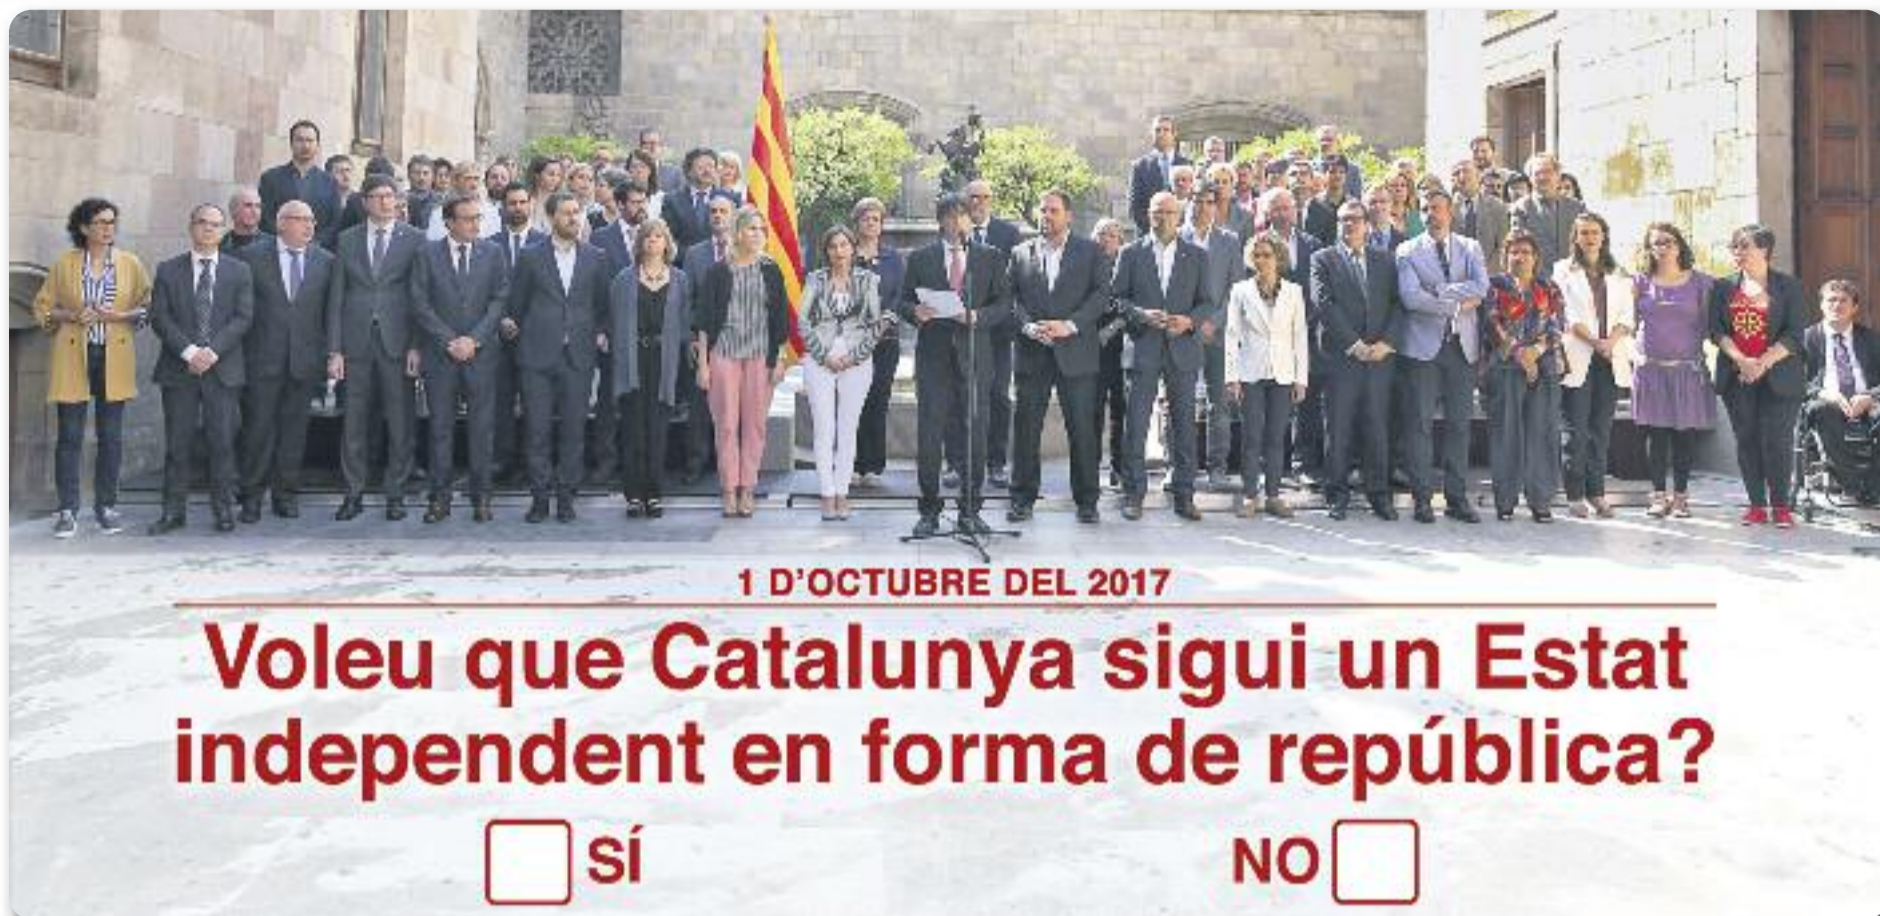 1 D'OCTUBRE DEL 2017
Voleu que Catalunya sigui un Estat
independent en forma de república?
SÍ
NO